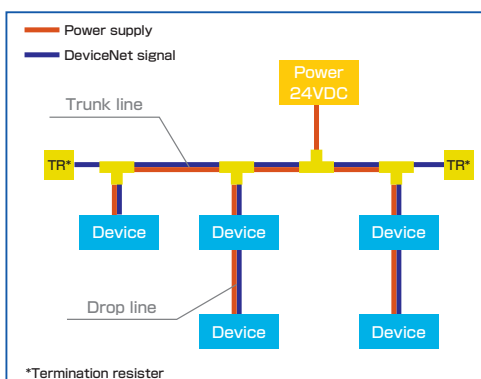 Power supply
DeviceNet signal
Power
24VDC
Trunk line
TR*
TR*
Device
Device
Device
Drop line
Device
Device
*Termination resister